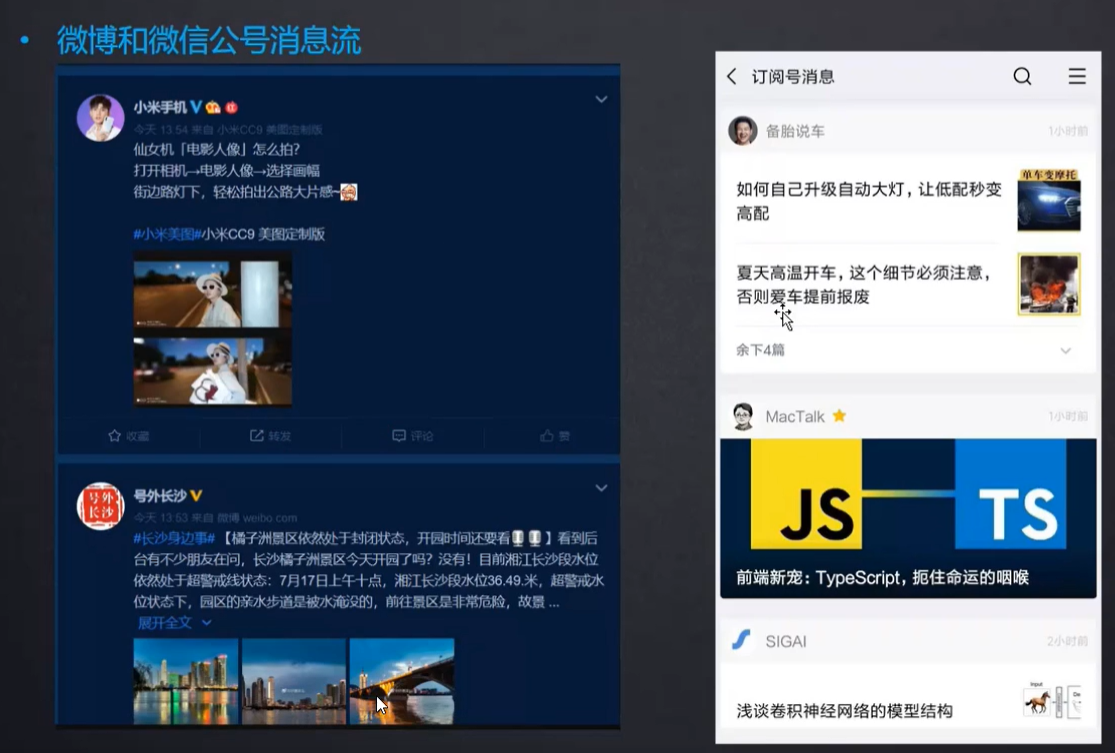 微博和微信公号消息流
小米手机
今天 13:54 来自 小米CC9 美图定制版
仙女机「电影人像」怎么拍?
打开相机→电影人像→选择画幅
街边路灯下，轻松拍出公路大片感~
#小米美图#小米CC9 美图定制版
收藏
转发
评论
赞
号外长沙
号外
长沙
今天 13:53 来自 微博 weibo.com
#长沙身边事# 【橘子洲景区依然处于封闭状态，开园时间还要看】看到后
台有不少朋友在问，长沙橘子洲景区今天开园了吗？没有！目前湘江长沙段水位
依然处于超警戒线状态：7月17日上午十点，湘江长沙段水位36.49.米，超警戒水
位状态下，园区的亲水步道是被水淹没的，前往景区是非常危险，故景 ...
展开全文
订阅号消息
备胎说车
1小时前
如何自己升级自动大灯，让低配秒变
高配
单车变摩托
夏天高温开车，这个细节必须注意，
否则爱车提前报废
余下4篇
MacTalk
1小时前
JS
TS
前端新宠：TypeScript，扼住命运的咽喉
SIGAI
2小时前
浅谈卷积神经网络的模型结构
Input